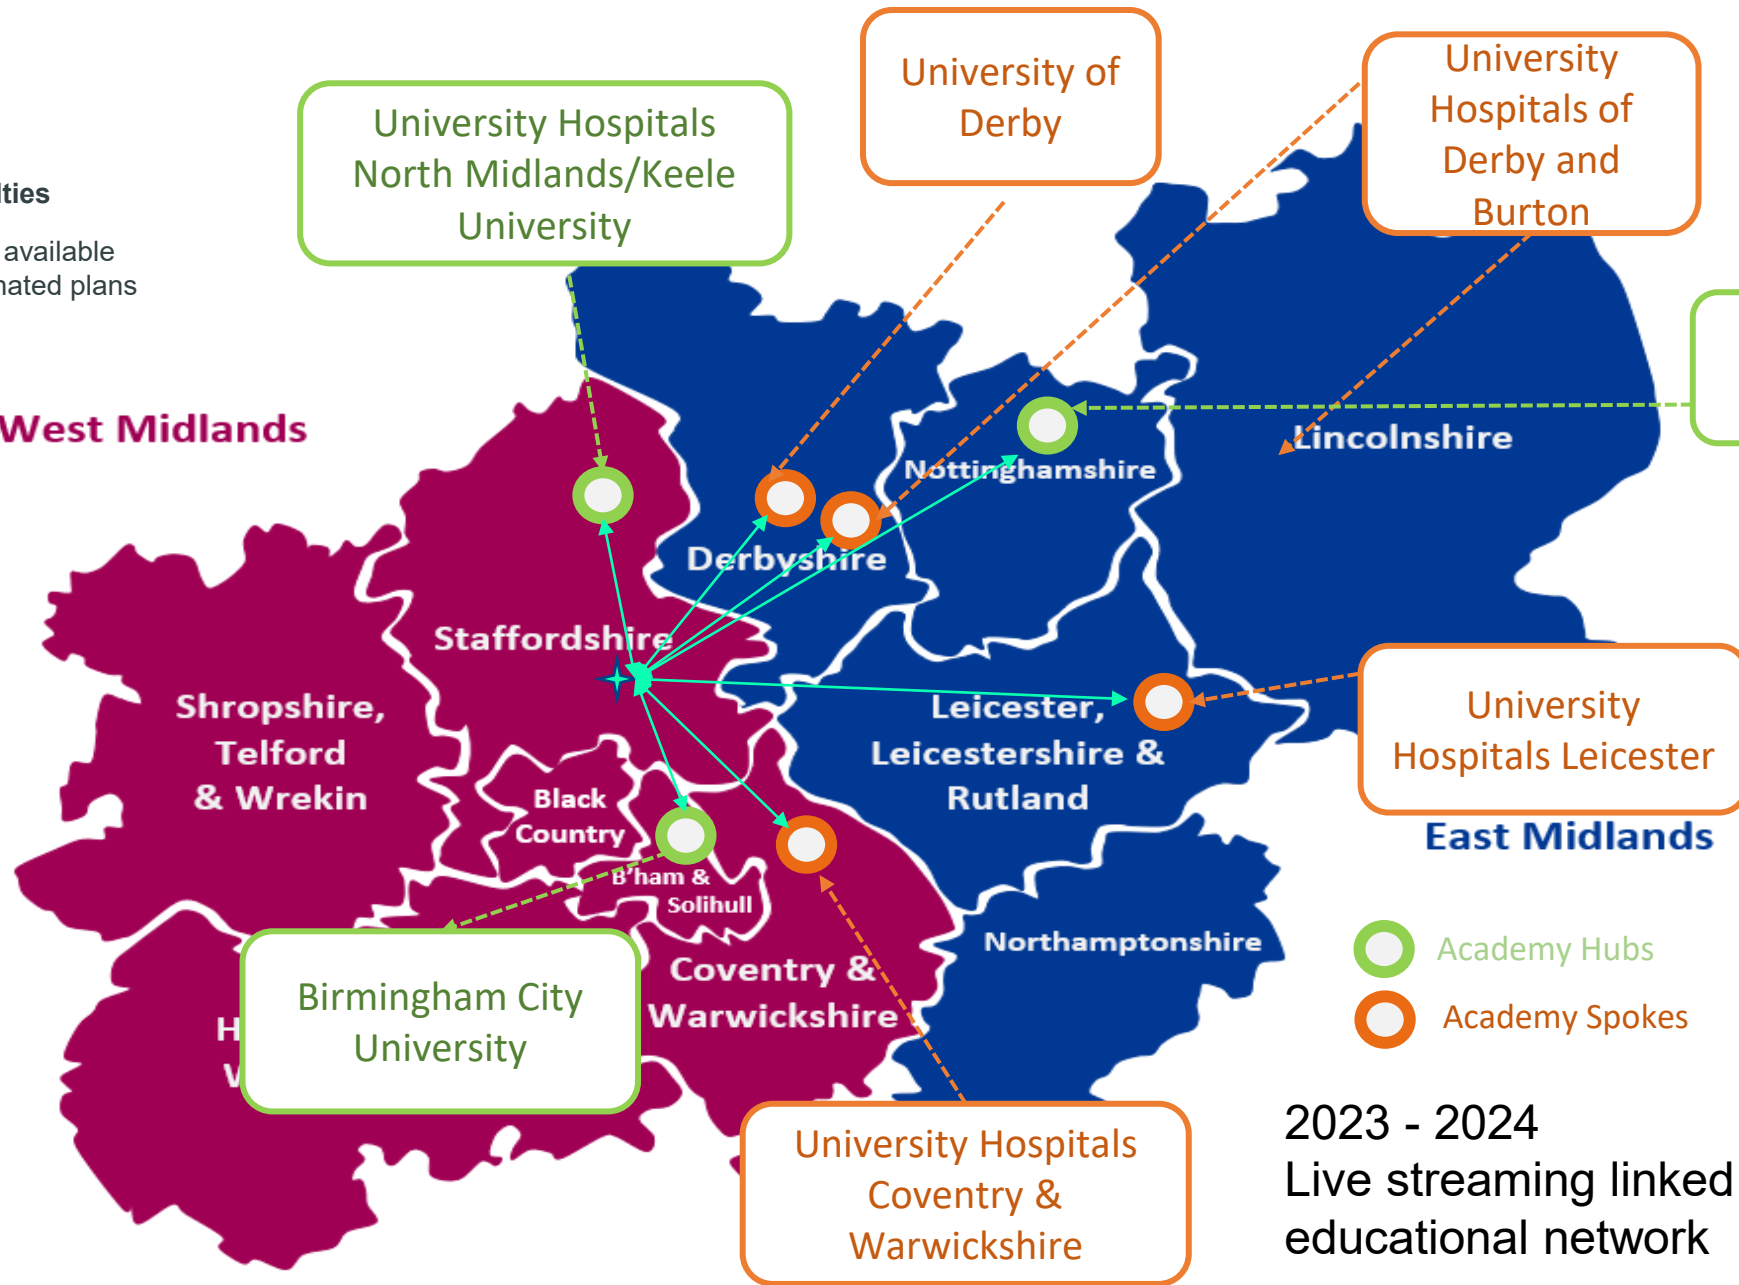 University of
Derby
University
Hospitals of
Derby and
Burton
University Hospitals
North Midlands/Keele
University
available
plans
West Midlands
Lincolnshire
Nottinghamshire
Derbyshire
Staffordshire
Shropshire,
Telford
& Wrekin
Leicester,
Leicestershire &
Rutland
University
Hospitals Leicester
Black
Country
East Midlands
B'ham &
Solihull
Northamptonshire
Academy Hubs
Coventry &
Warwickshire
Birmingham City
University
H
W
Academy Spokes
University Hospitals
Coventry &
Warwickshire
2023 - 2024
Live streaming linked
educational network